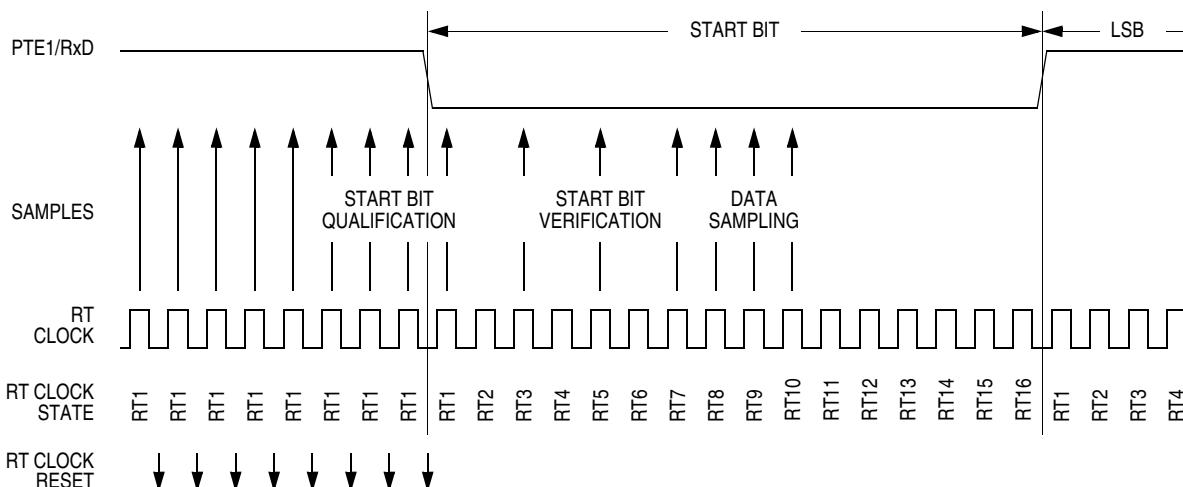 START BIT
LSB
PTE1/RxD
SAMPLES
START BIT
QUALIFICATION
START BIT
VERIFICATION
DATA
SAMPLING
RT
CLOCK
RT CLOCK
STATE
RT1 RT1 RT1 RT1 RT1 RT1 RT1 RT1 RT1 RT2 RT3 RT4 RT5 RT6 RT7 RT8 RT9 RT10 RT11 RT12 RT13 RT14 RT15 RT16 RT1 RT2 RT3 RT4
RT CLOCK
RESET